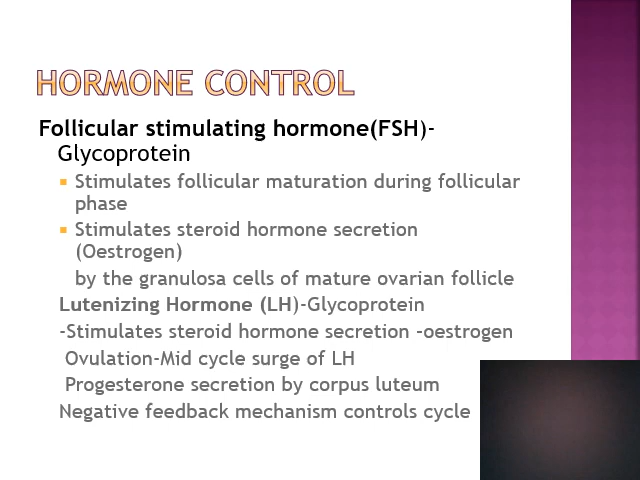 HORMONE CONTROL
Follicular stimulating hormone(FSH)-
Glycoprotein
▪ Stimulates follicular maturation during follicular
phase
▪ Stimulates steroid hormone secretion
(Oestrogen)
by the granulosa cells of mature ovarian follicle
Lutenizing Hormone (LH)-Glycoprotein
-Stimulates steroid hormone secretion -oestrogen
Ovulation-Mid cycle surge of LH
Progesterone secretion by corpus luteum
Negative feedback mechanism controls cycle